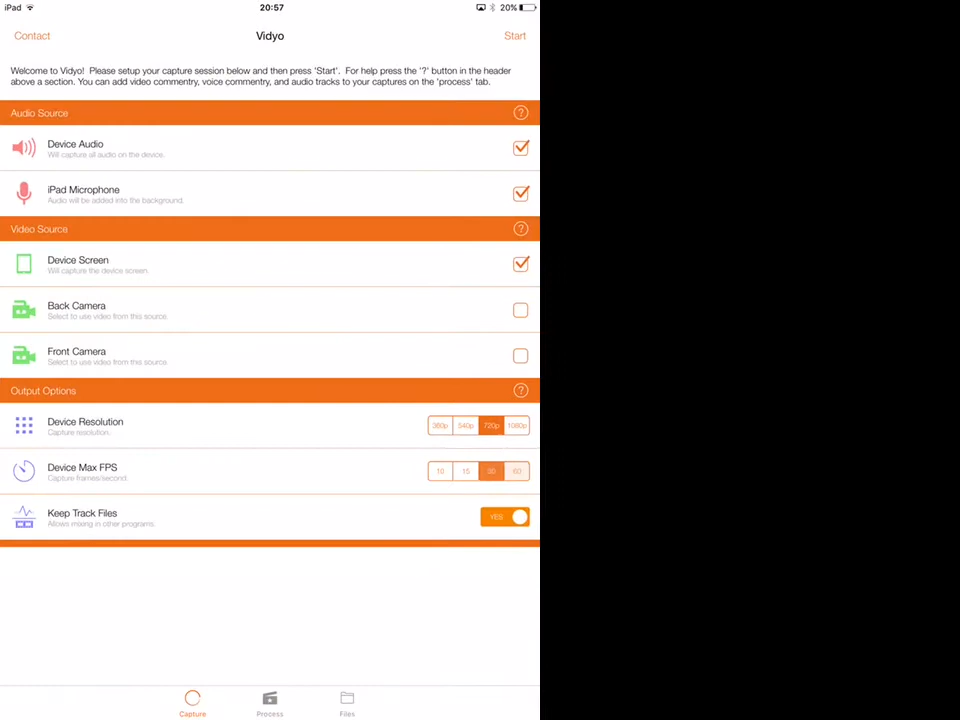 iPad 20:57 20%
Contact Vidyo Start
Welcome to Vidyo! Please setup your capture session below and then press 'Start'. For help press the '?' button in the header
above a section. You can add video commentry, voice commentry, and audio tracks to your captures on the 'process' tab.
Audio Source ?
Device Audio
Will capture all audio on the device.
iPad Microphone
Audio will be added into the background.
Video Source ?
Device Screen
Will capture the device screen.
Back Camera
Select to use video from this source.
Front Camera
Select to use video from this source.
Output Options ?
Device Resolution
Capture resolution.
360p 540p 720p 1080p
Device Max FPS
Capture frames/second.
10 15 30 60
Keep Track Files
Allows mixing in other programs.
YES
Capture Process Files